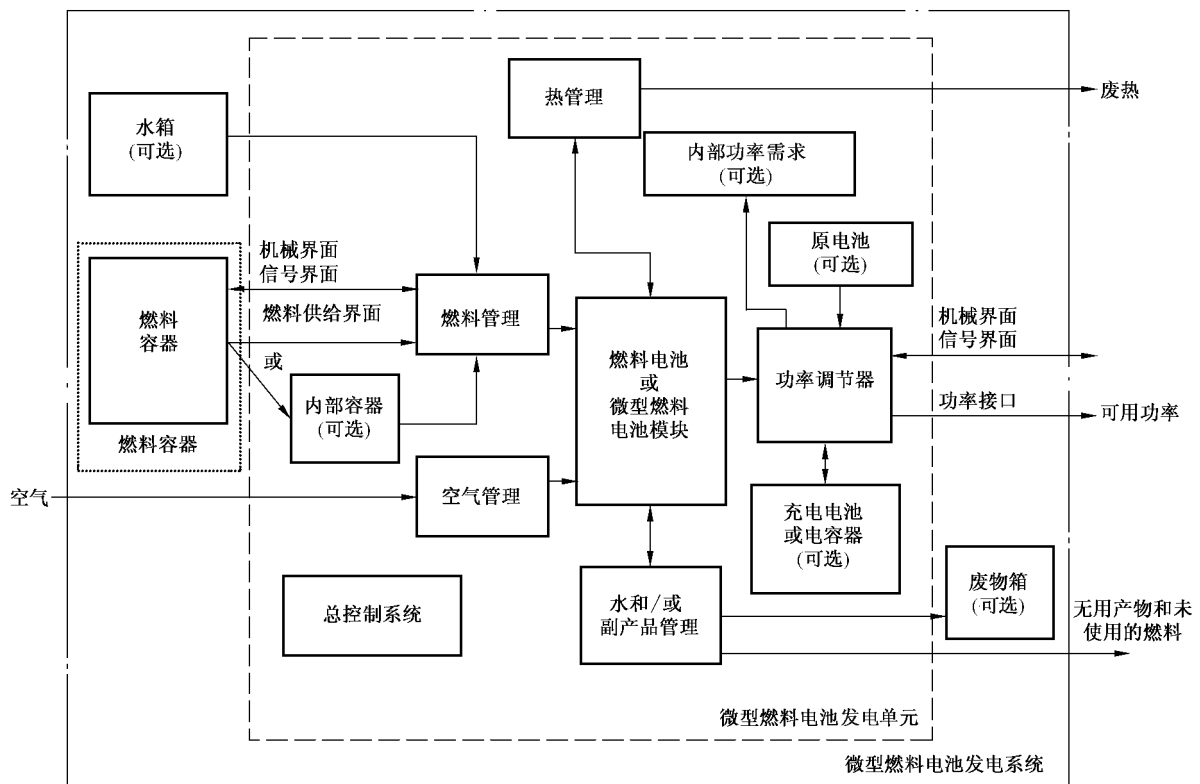 热管理
废热
水箱
(可选)
内部功率需求
(可选)
原电池
(可选)
机械界面
信号界面
燃料供给界面
燃料
容器
燃料容器
或
燃料管理
内部容器
(可选)
燃料电池
或
微型燃料
电池模块
功率调节器
机械界面
信号界面
功率接口
可用功率
空气
空气管理
充电电池
或电容器
(可选)
总控制系统
水和/或
副产品管理
废物箱
(可选)
无用产物和未
使用的燃料
微型燃料电池发电单元
微型燃料电池发电系统